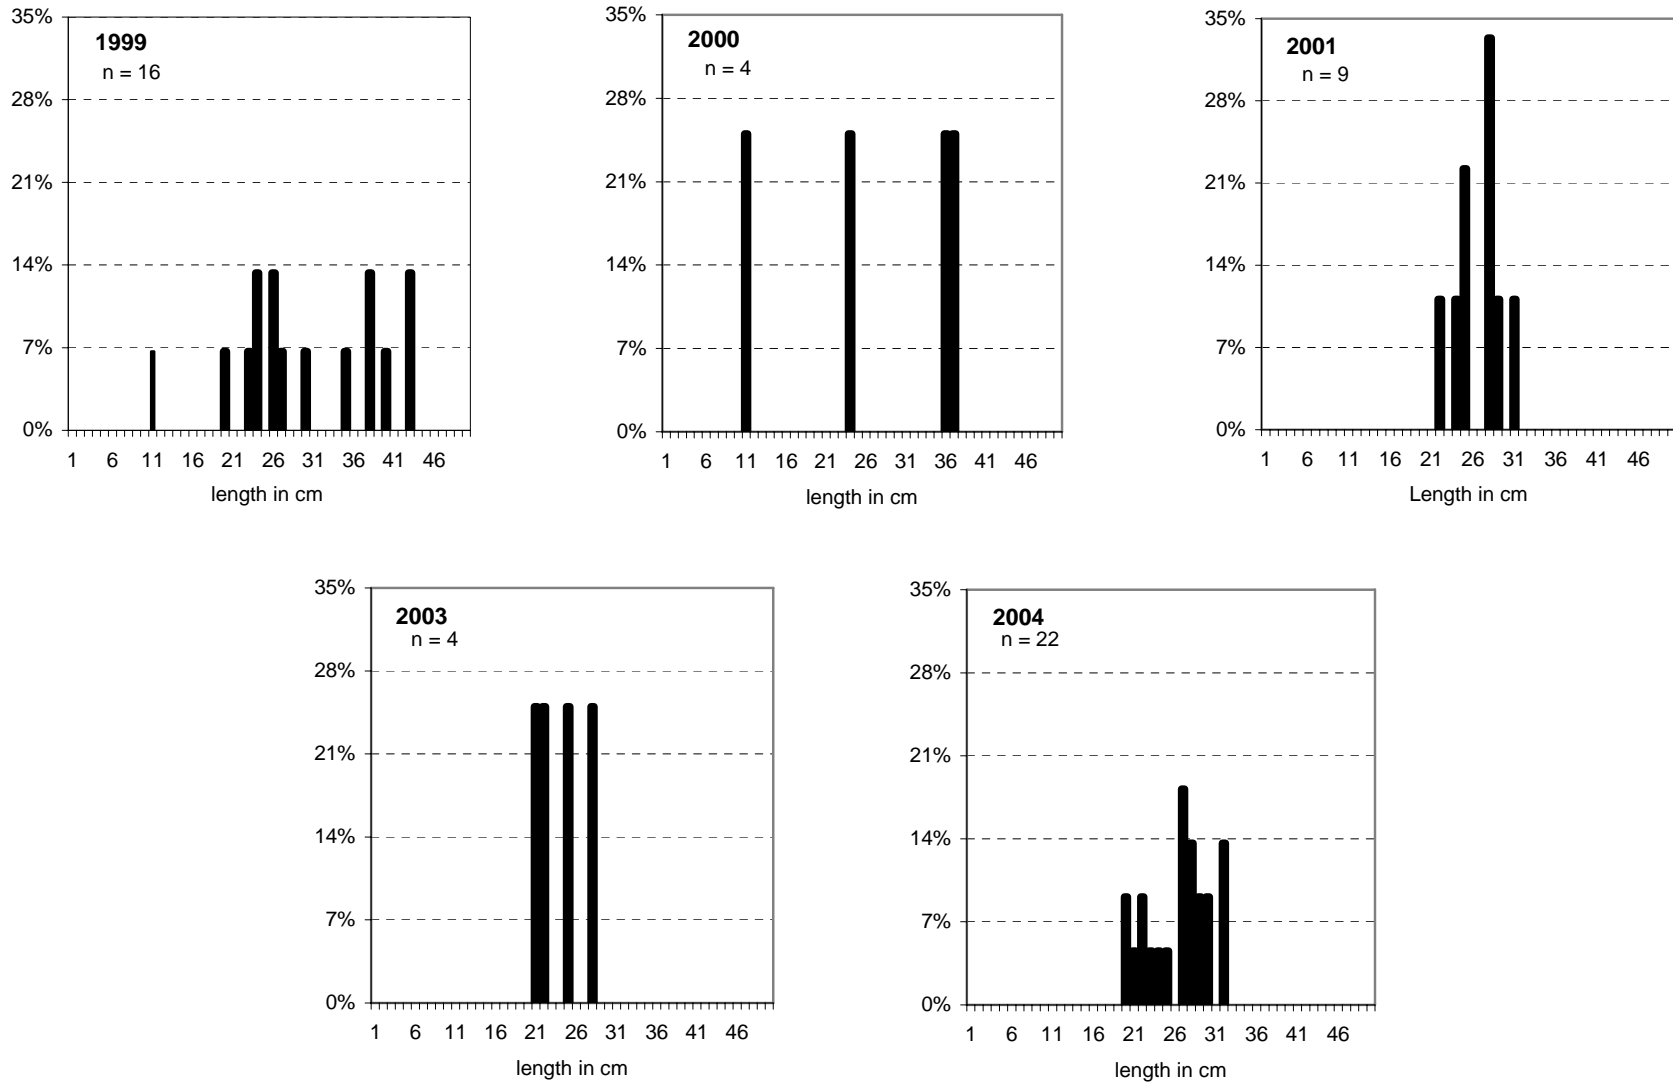 1999
n = 16
35%
28%
21%
14%
7%
0%
1 6 11 16 21 26 31 36 41 46
length in cm
2000
n = 4
35%
28%
21%
14%
7%
0%
1 6 11 16 21 26 31 36 41 46
length in cm
2001
n = 9
35%
28%
21%
14%
7%
0%
1 6 11 16 21 26 31 36 41 46
Length in cm
2003
n = 4
35%
28%
21%
14%
7%
0%
1 6 11 16 21 26 31 36 41 46
length in cm
2004
n = 22
35%
28%
21%
14%
7%
0%
1 6 11 16 21 26 31 36 41 46
length in cm